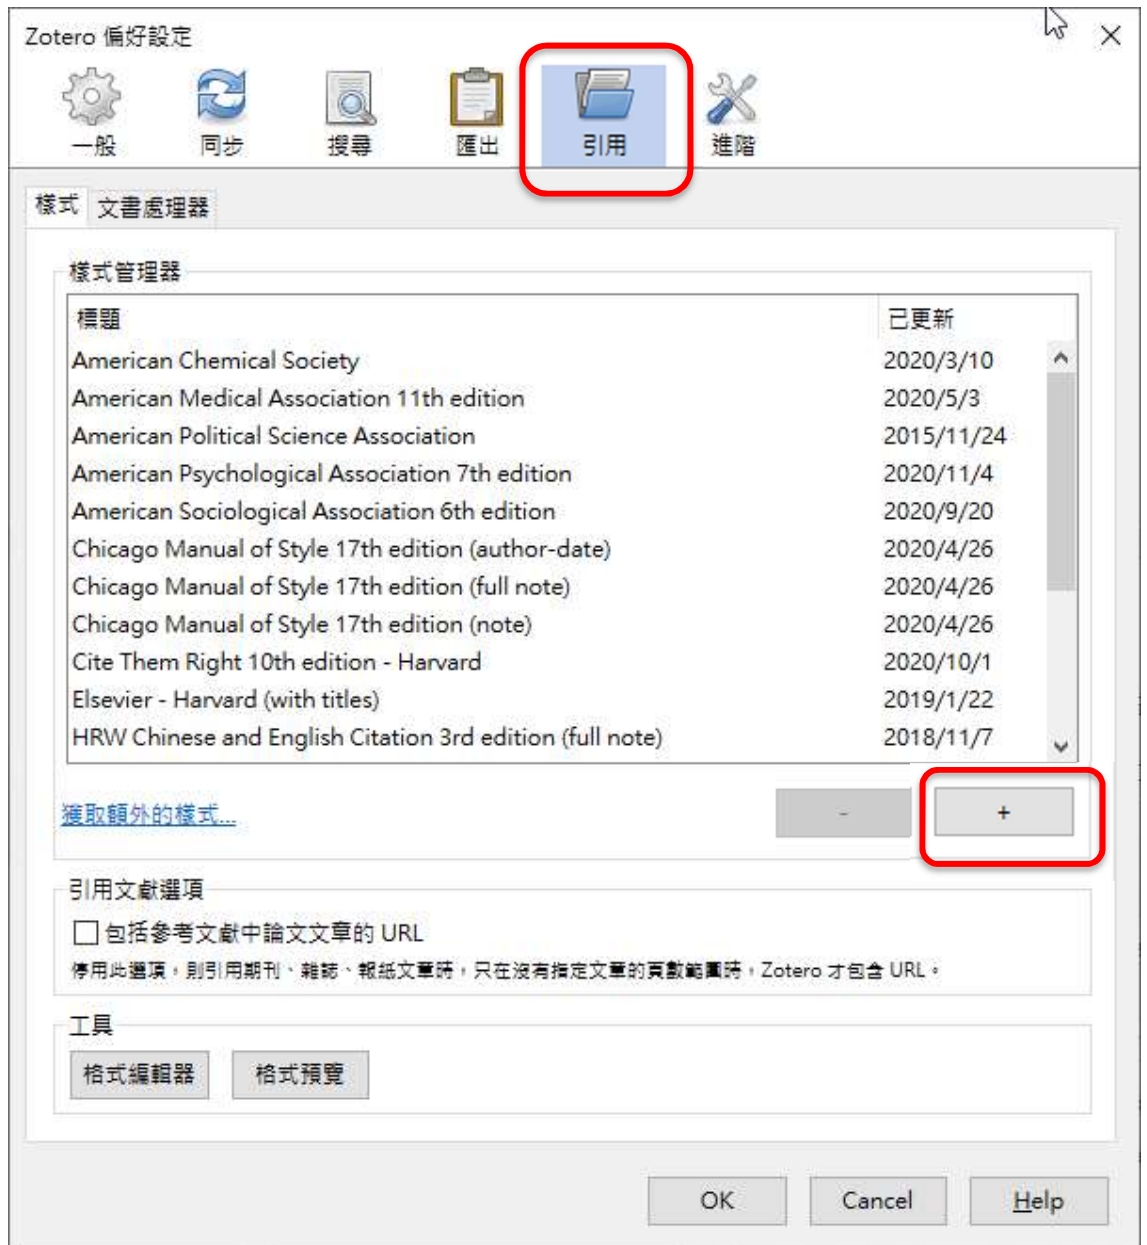 Zotero 偏好設定
一般 同步 搜尋 匯出 引用 進階
樣式 文書處理器
樣式管理器
標題 已更新
American Chemical Society 2020/3/10
American Medical Association 11th edition 2020/5/3
American Political Science Association 2015/11/24
American Psychological Association 7th edition 2020/11/4
American Sociological Association 6th edition 2020/9/20
Chicago Manual of Style 17th edition (author-date) 2020/4/26
Chicago Manual of Style 17th edition (full note) 2020/4/26
Chicago Manual of Style 17th edition (note) 2020/4/26
Cite Them Right 10th edition - Harvard 2020/10/1
Elsevier - Harvard (with titles) 2019/1/22
HRW Chinese and English Citation 3rd edition (full note) 2018/11/7
獲取額外的樣式... - +
引用文獻選項
包括參考文獻中論文文章的 URL
停用此選項，則引用期刊、雜誌、報紙文章時，只在沒有指定文章的頁數範圍時，Zotero 才包含 URL。
工具
格式編輯器 格式預覽
OK Cancel Help